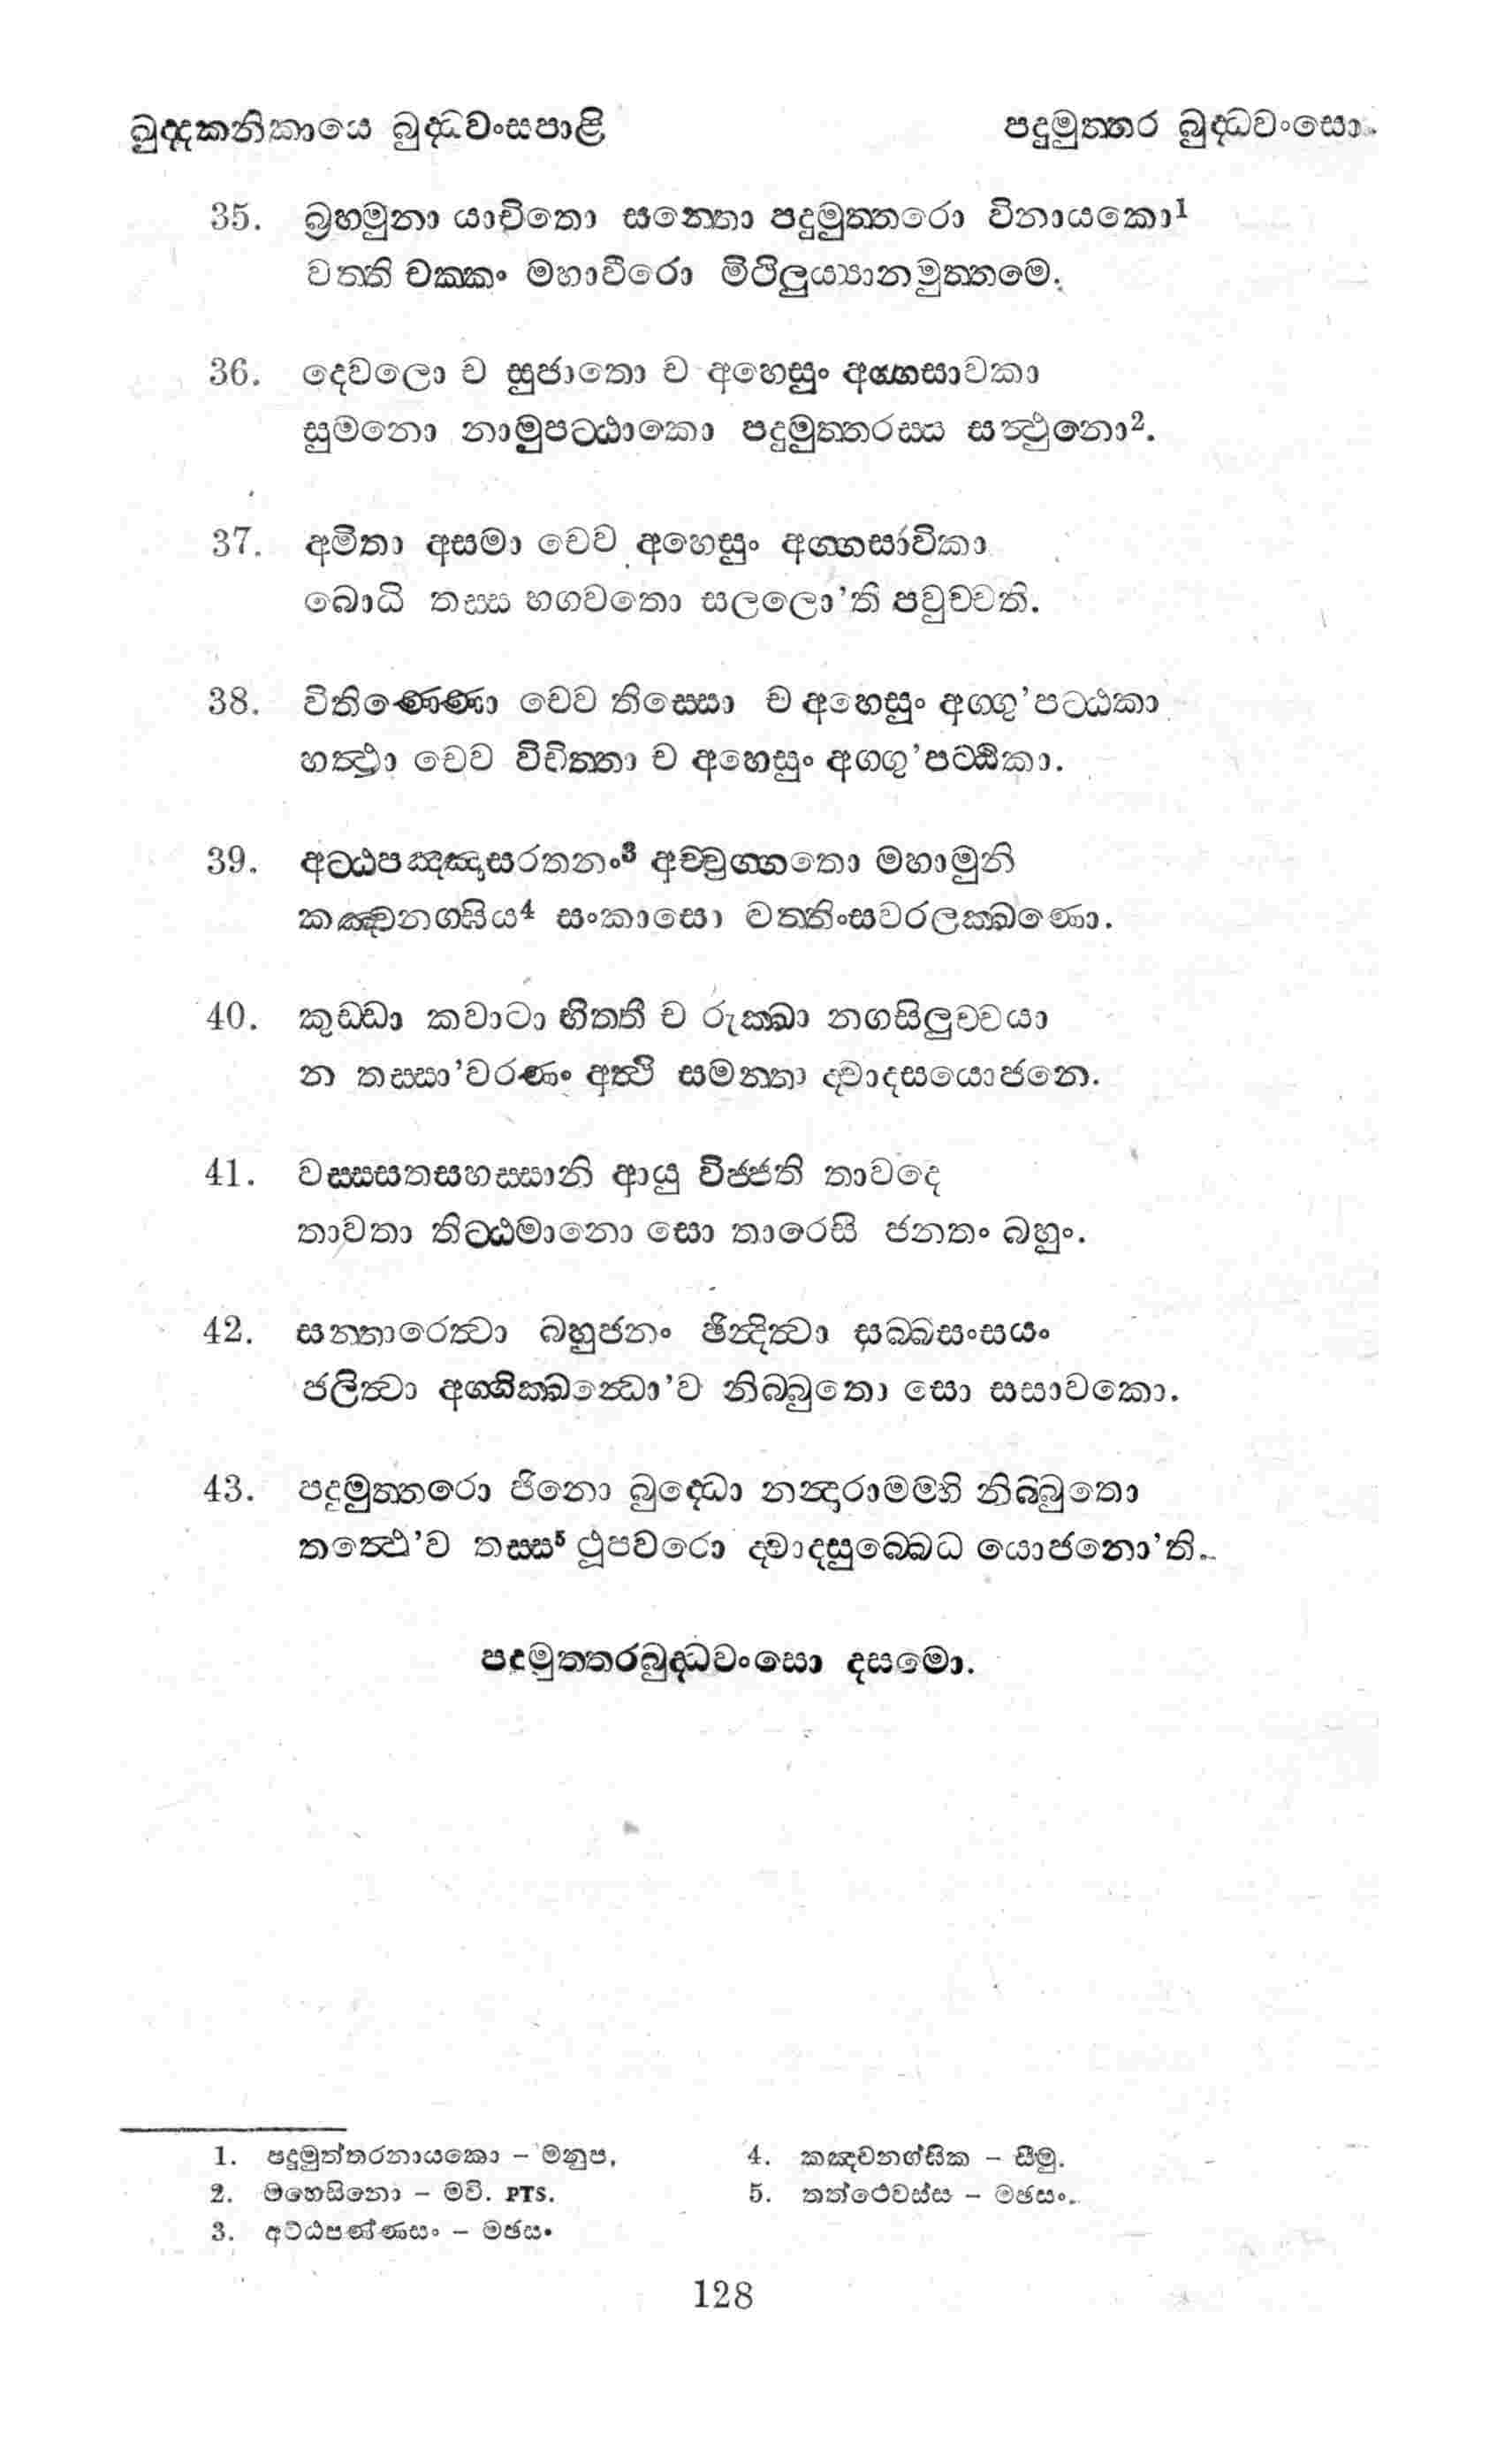 ඛුද්දකනිකායෙ බුද්ධවංසපාළි
පදුමුත්තර බුද්ධවංසො
35. බ්‍රහ්මුනා යාචිතො සන්තො පදුමුත්තරො විනායකො1
වත්ති චක්කං මහාවීරො මිථිලුය්‍යානමුත්තමෙ.
36. දෙවලො ච සුජාතො ච අහෙසුං අග්ගසාවකා
සුමනො නාමුපට්ඨාකො පදුමුත්තරස්ස සත්ථුනො2.
37. අමිතා අසමා චෙව අහෙසුං අග්ගසාවිකා
බොධි තස්ස භගවතො සලලො'ති පවුච්චති.
38. විතිණ්ණො චෙව තිස්සො ච අහෙසුං අග්ගු'පට්ඨකා
හත්ථා චෙව විචිත්තා ච අහෙසුං අග්ගු'පට්ඨිකා.
39. අට්ඨපඤ්ඤාසරතනං3 අච්චුග්ගතො මහාමුනි
කඤ්චනග්ඝිය4 සංකාසො වත්තිංසවරලක්ඛණො.
40. කුඩ්ඩා කවාටා භිත්තී ච රුක්ඛා නගසිලුච්චයා
න තස්සා'වරණං අත්ථි සමන්තා ද්වාදසයොජනෙ.
41. වස්සසතසහස්සානි ආයු විජ්ජති තාවදෙ
තාවතා තිට්ඨමානො සො තාරෙසි ජනතං බහුං.
42. සන්තාරෙත්වා බහුජනං ඡින්දිත්වා සබ්බසංසයං
ජලිත්වා අග්ගික්ඛන්ධො'ව නිබ්බුතො සො සසාවකො.
43. පදුමුත්තරො ජිනො බුද්ධො නන්දාරාමම්හි නිබ්බුතො
තත්ථෙ'ව තස්ස5 ථූපවරො ද්වාදසුබ්බෙධ යොජනො'ති.
පදුමුත්තරබුද්ධවංසො දසමො.
1. පදුමුත්තරනායකො – මනුප,
2. මහෙසිනො – මවි. PTS.
3. අට්ඨපණ්ණසං – මඡසං
4. කඤ්චනග්ඝික – සීමු.
5. තත්ථෙවස්ස – මඡසං.
128